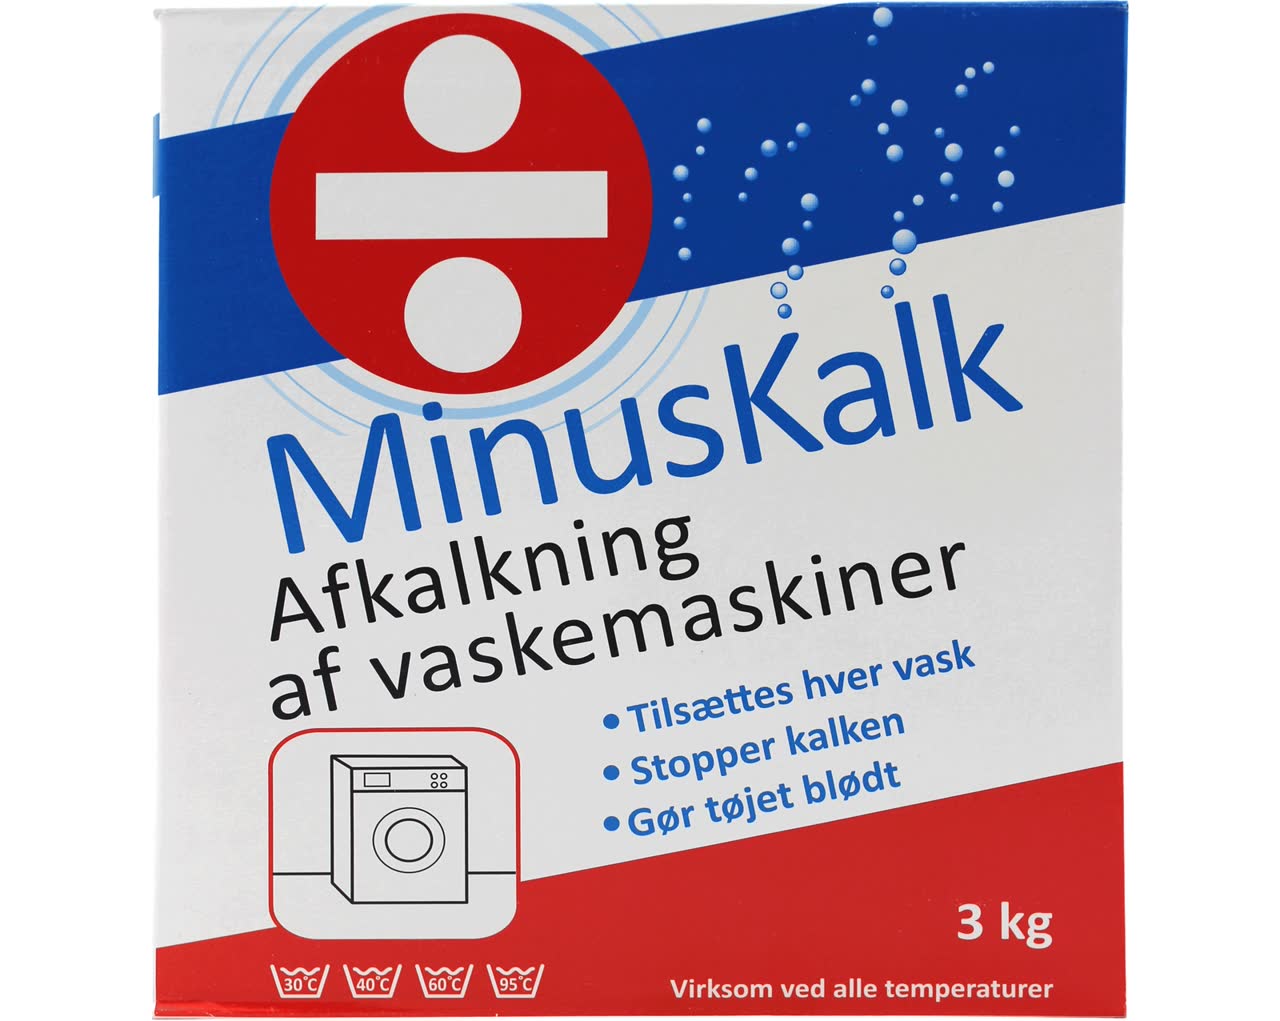 MinusKalk
Afkalkning
af vaskemaskiner
• Tilsættes hver vask
• Stopper kalken
• Gør tøjet blødt
3 kg
30°C 40°C 60°C 95°C
Virksom ved alle temperaturer